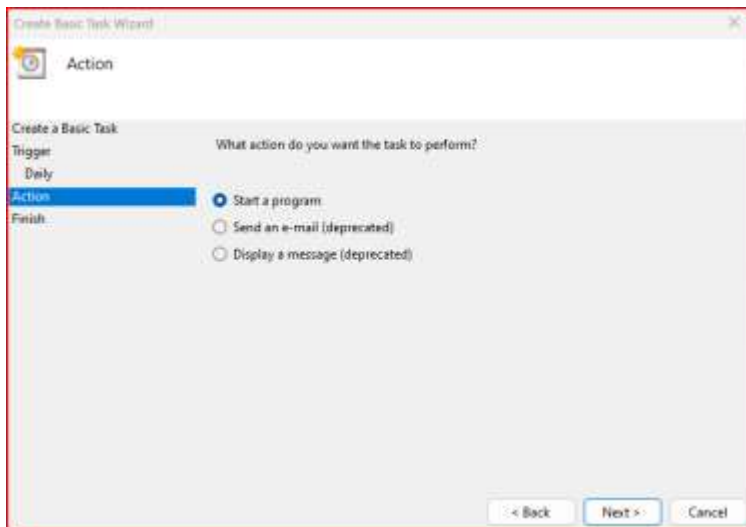 Create Basic Task Wizard
Action
Create a Basic Task
Trigger
Daily
Action
Finish
What action do you want the task to perform?
Start a program
Send an e-mail (deprecated)
Display a message (deprecated)
< Back
Next >
Cancel